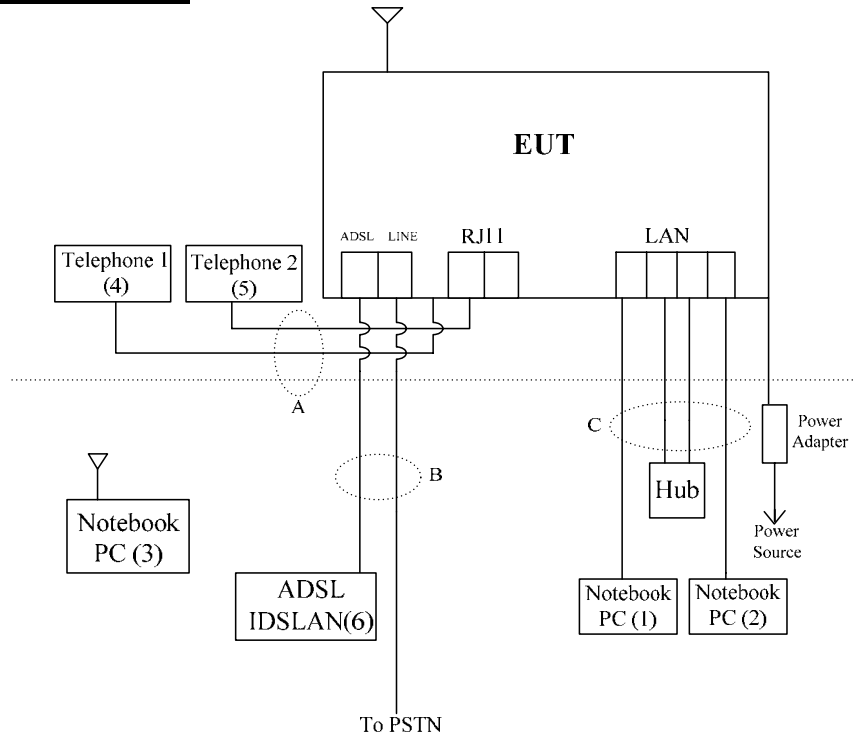 EUT
ADSL LINE RJ11 LAN
Telephone 1
(4)
Telephone 2
(5)
A
C
Power
Adapter
B
Hub
Notebook
PC (3)
Power
Source
ADSL
IDSLAN(6)
Notebook
PC (1)
Notebook
PC (2)
To PSTN